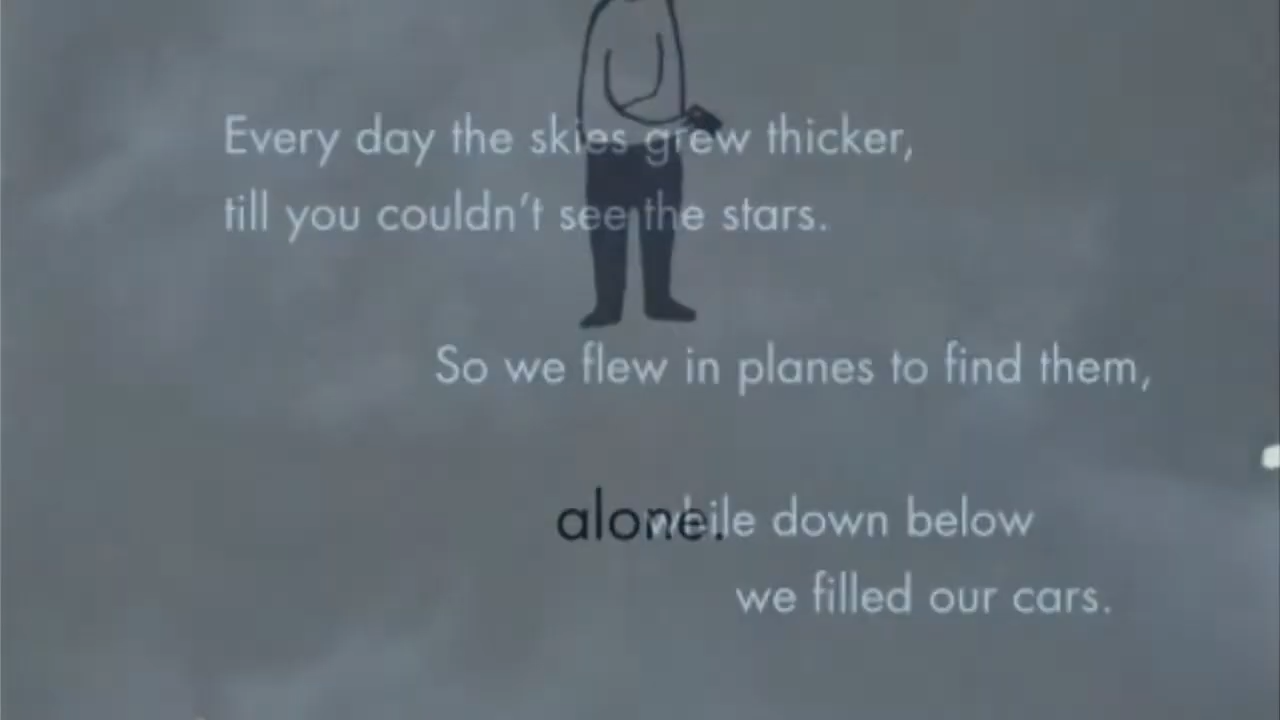 Every day the skies grew thicker,
till you couldn't see the stars.
So we flew in planes to find them,
alone.
while down below
we filled our cars.